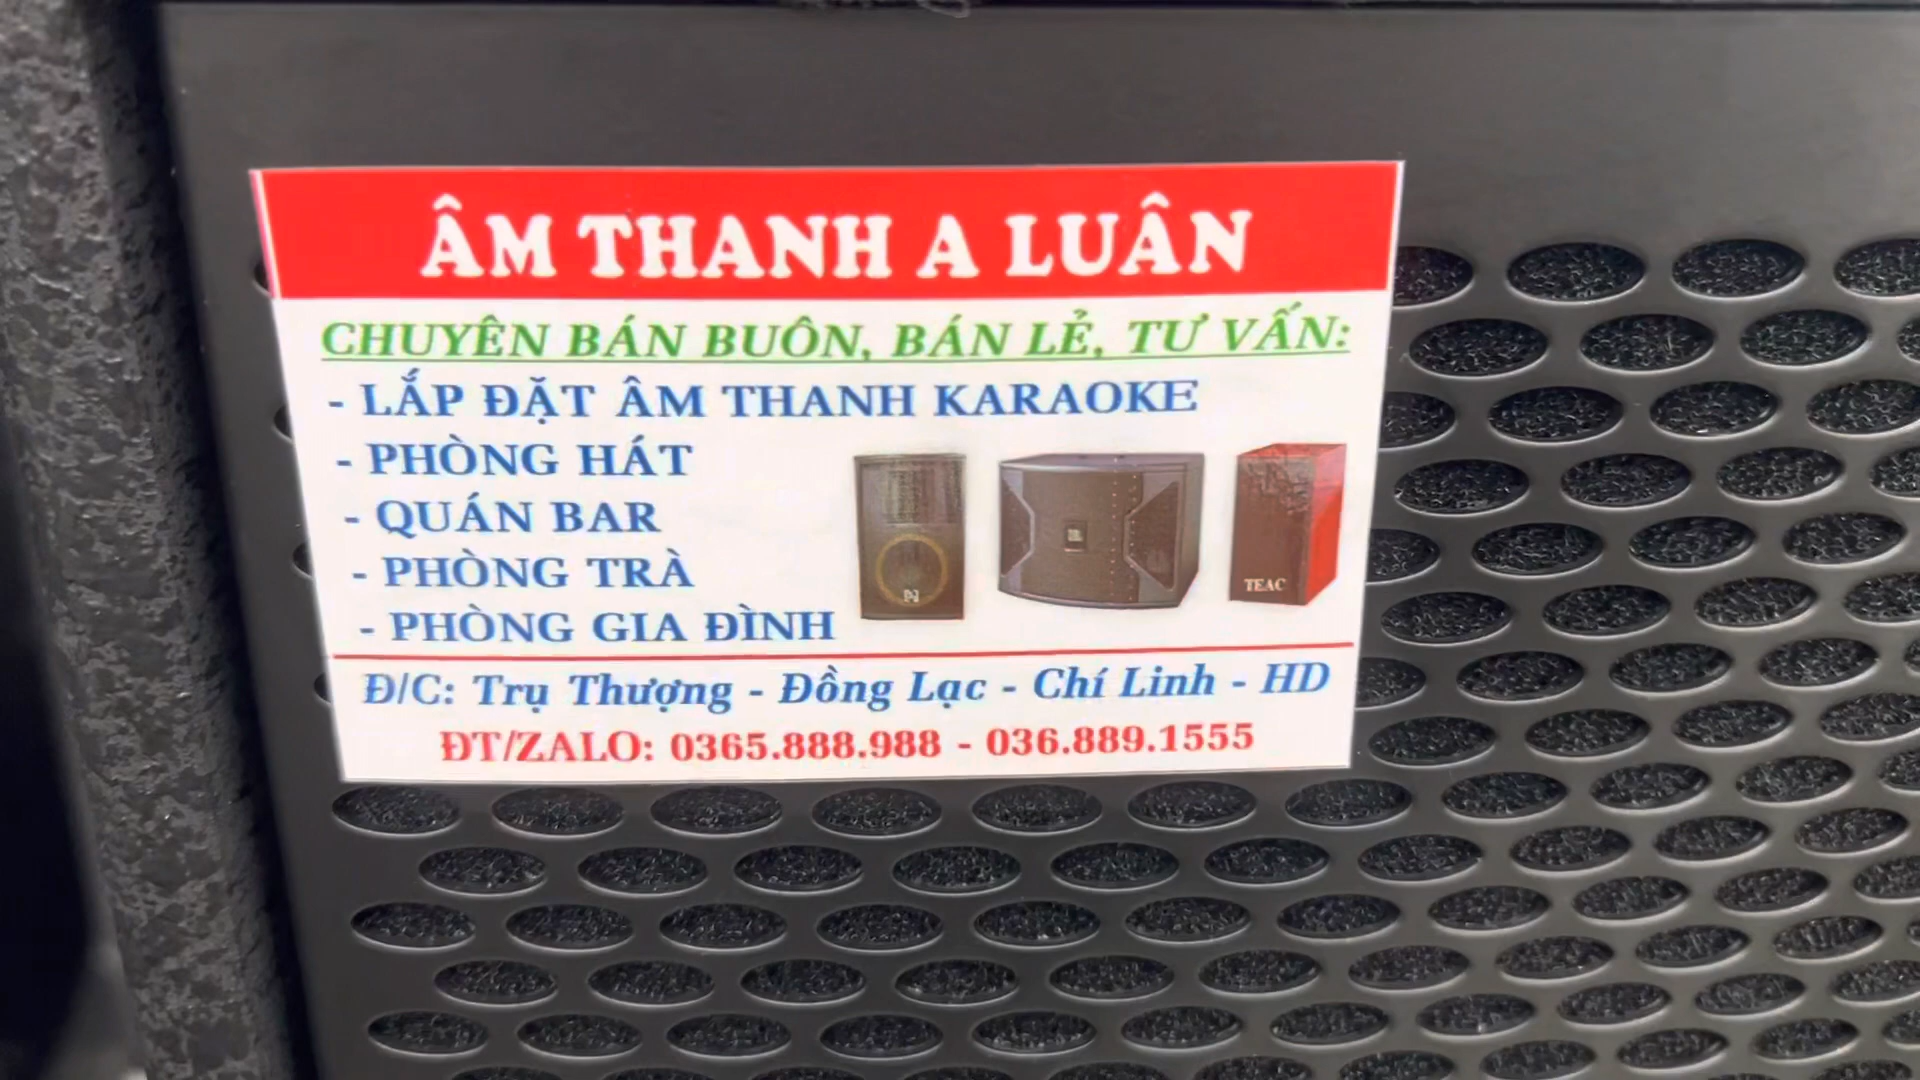 ÂM THANH A LUÂN
CHUYÊN BÁN BUÔN, BÁN LẺ, TƯ VẤN:
- LẮP ĐẶT ÂM THANH KARAOKE
- PHÒNG HÁT
- QUÁN BAR
- PHÒNG TRÀ
- PHÒNG GIA ĐÌNH
TEAC
Đ/C: Trụ Thượng - Đồng Lạc - Chí Linh - HD
ĐT/ZALO: 0365.888.988 - 036.889.1555